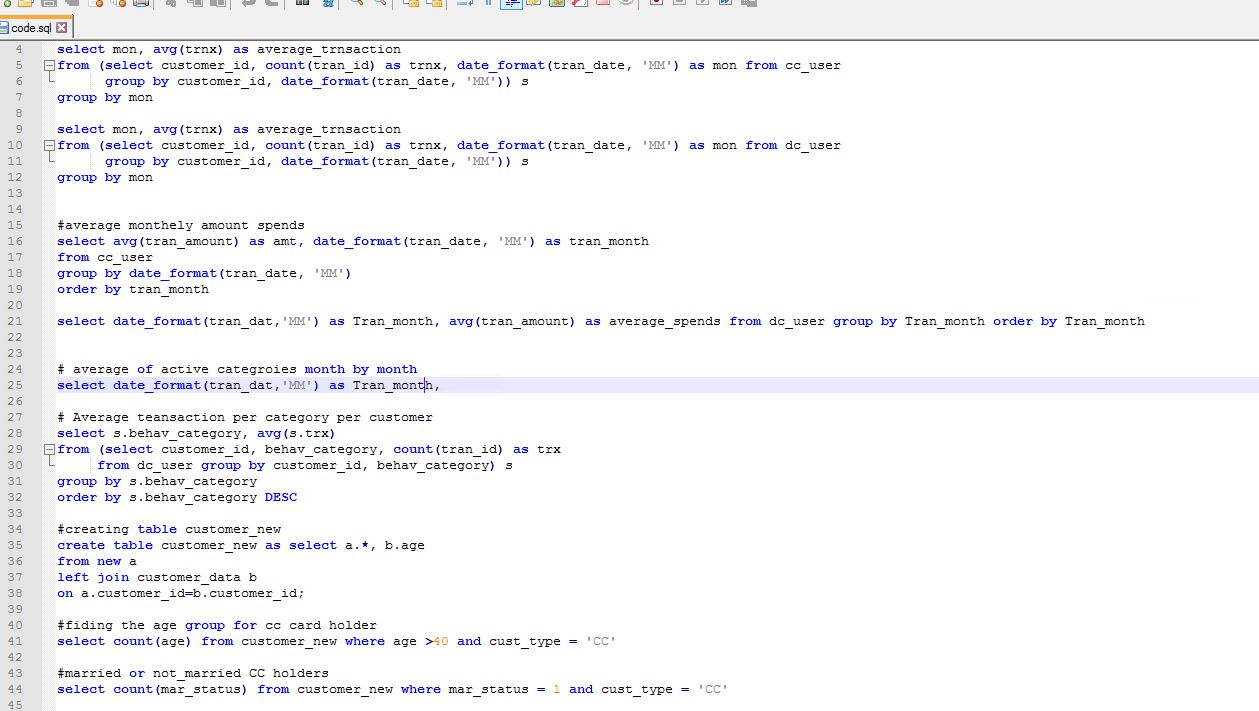 code.sql
4 select mon, avg(trnx) as average_trnsaction
5 from (select customer_id, count(tran_id) as trnx, date_format(tran_date, 'MM') as mon from cc_user
6 group by customer_id, date_format(tran_date, 'MM')) s
7 group by mon
8
9 select mon, avg(trnx) as average_trnsaction
10 from (select customer_id, count(tran_id) as trnx, date_format(tran_date, 'MM') as mon from dc_user
11 group by customer_id, date_format(tran_date, 'MM')) s
12 group by mon
13
14
15 #average monthely amount spends
16 select avg(tran_amount) as amt, date_format(tran_date, 'MM') as tran_month
17 from cc_user
18 group by date_format(tran_date, 'MM')
19 order by tran_month
20
21 select date_format(tran_dat,'MM') as Tran_month, avg(tran_amount) as average_spends from dc_user group by Tran_month order by Tran_month
22
23
24 # average of active categroies month by month
25 select date_format(tran_dat,'MM') as Tran_month,
26
27 # Average teansaction per category per customer
28 select s.behav_category, avg(s.trx)
29 from (select customer_id, behav_category, count(tran_id) as trx
30 from dc_user group by customer_id, behav_category) s
31 group by s.behav_category
32 order by s.behav_category DESC
33
34 #creating table customer_new
35 create table customer_new as select a.*, b.age
36 from new a
37 left join customer_data b
38 on a.customer_id=b.customer_id;
39
40 #fiding the age group for cc card holder
41 select count(age) from customer_new where age >40 and cust_type = 'CC'
42
43 #married or not_married CC holders
44 select count(mar_status) from customer_new where mar_status = 1 and cust_type = 'CC'
45